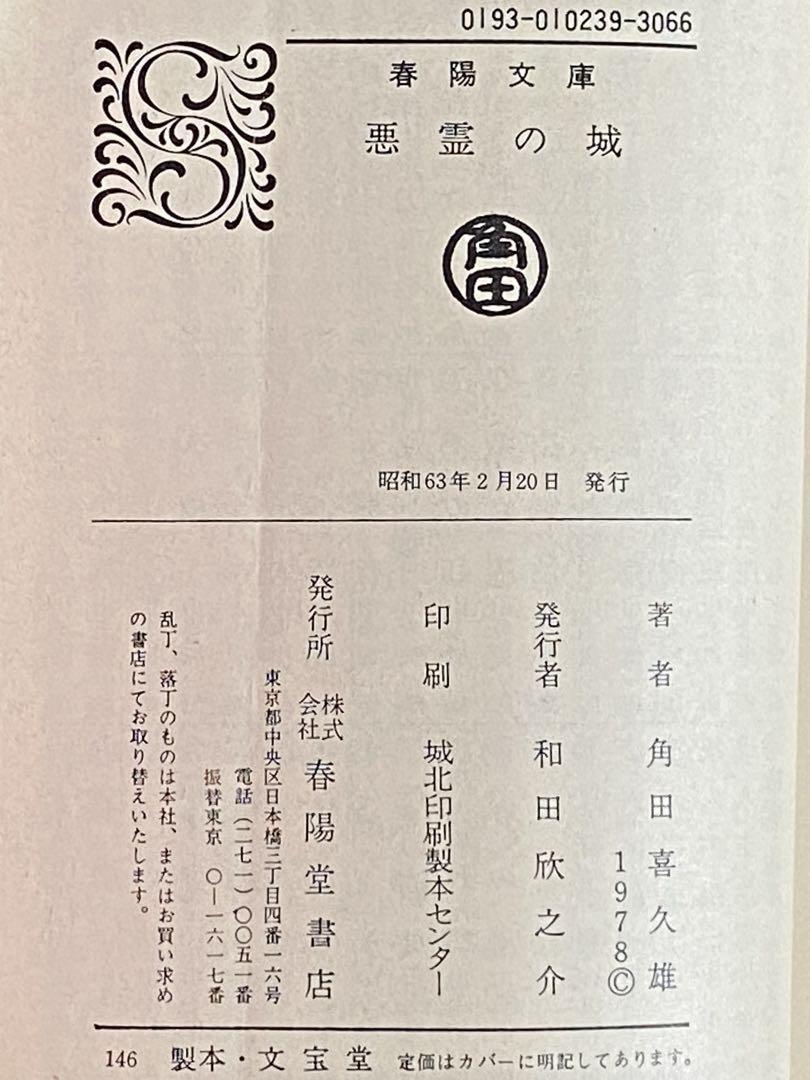 0193-010239-3066
春陽文庫
悪霊の城
角田
昭和63年2月20日 発行
著者 角田喜久雄
1978©
発行者 和田欣之介
印刷 城北印刷製本センター
発行所 株式会社 春陽堂書店
東京都中央区日本橋三丁目四番一六号
電話(二七一)〇〇五一番
振替東京 〇―一六一七番
乱丁、落丁のものは本社、またはお買い求め
の書店にてお取り替えいたします。
146 製本・文宝堂 定価はカバーに明記してあります。